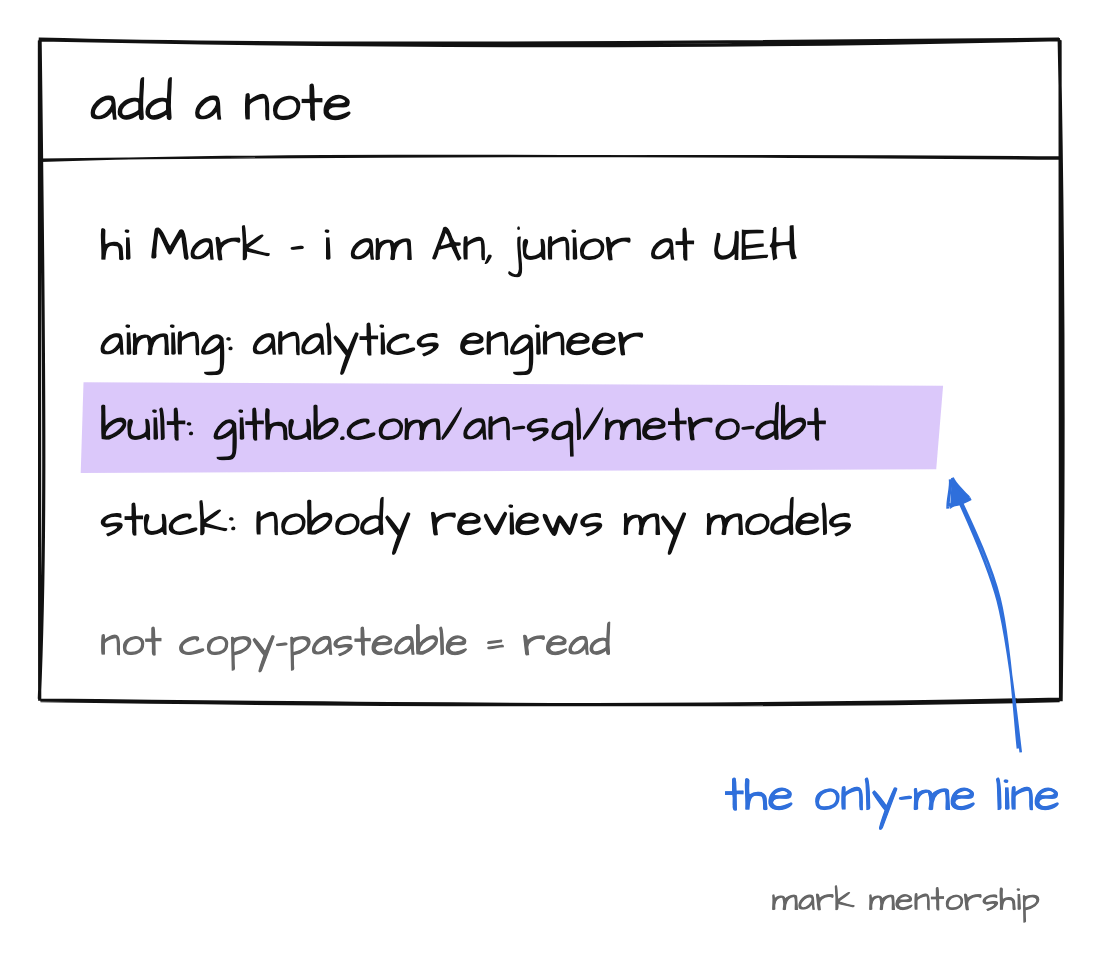 add a note
hi Mark - i am An, junior at UEH
aiming: analytics engineer
built: github.com/an-sql/metro-dbt
stuck: nobody reviews my models
not copy-pasteable = read
the only-me line
mark mentorship